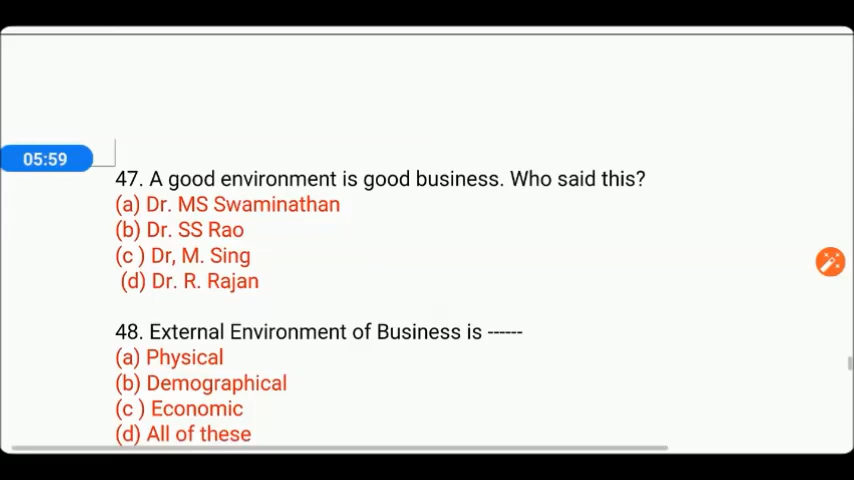 05:59
47. A good environment is good business. Who said this?
(a) Dr. MS Swaminathan
(b) Dr. SS Rao
(c ) Dr, M. Sing
(d) Dr. R. Rajan
48. External Environment of Business is ------
(a) Physical
(b) Demographical
(c ) Economic
(d) All of these